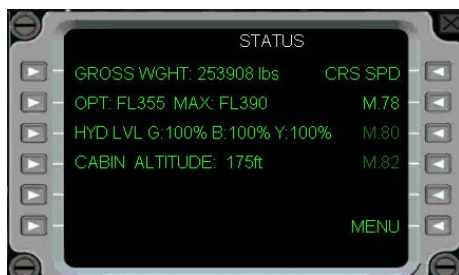 STATUS
GROSS WGHT: 253908 lbs CRS SPD
OPT: FL355 MAX: FL390 M.78
HYD LVL G:100% B:100% Y:100% M.80
CABIN ALTITUDE: 175ft M.82
MENU